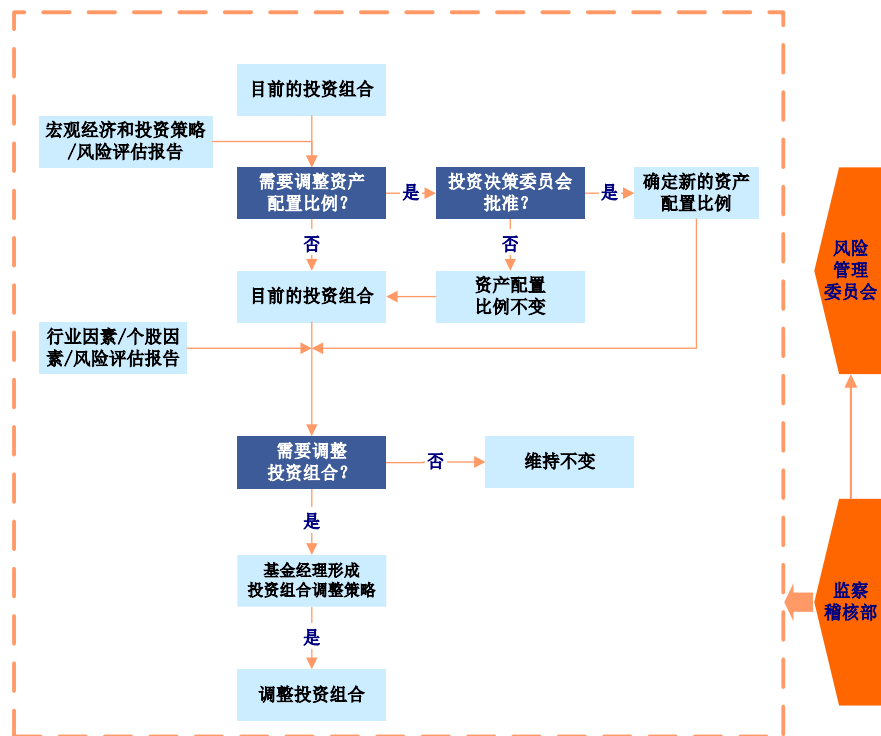 目前的投资组合
宏观经济和投资策略
/风险评估报告
需要调整资产
配置比例？
是
投资决策委员会
批准？
是
确定新的资产
配置比例
否
否
目前的投资组合
资产配置
比例不变
风险
管理
委员会
行业因素/个股因
素/风险评估报告
需要调整
投资组合？
否
维持不变
是
基金经理形成
投资组合调整策略
监察
稽核部
是
调整投资组合